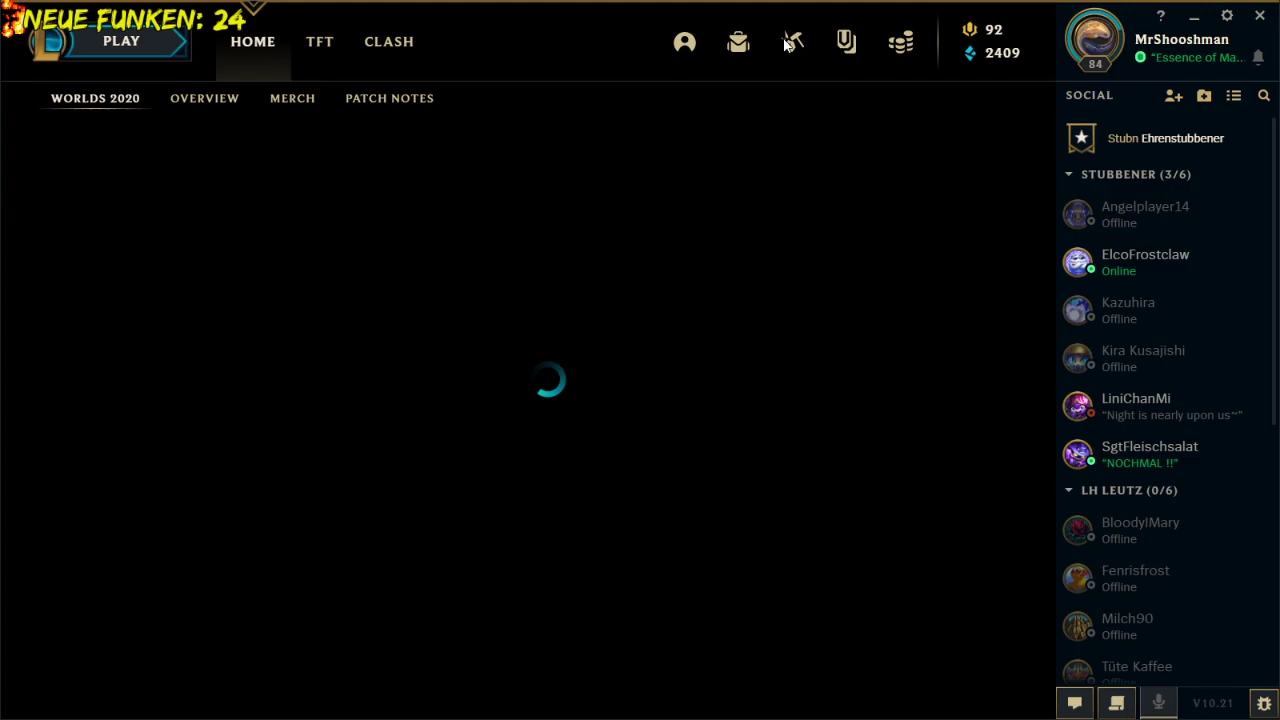 NEUE FUNKEN: 24
PLAY
HOME
TFT
CLASH
92
2409
84
MrShooshman
"Essence of Ma...
WORLDS 2020
OVERVIEW
MERCH
PATCH NOTES
SOCIAL
Stubn Ehrenstubbener
STUBBENER (3/6)
Angelplayer14
Offline
ElcoFrostclaw
Online
Kazuhira
Offline
Kira Kusajishi
Offline
LiniChanMi
"Night is nearly upon us~"
SgtFleischsalat
"NOCHMAL !!"
LH LEUTZ (0/6)
BloodyIMary
Offline
Fenrisfrost
Offline
Milch90
Offline
Tüte Kaffee
Offline
V10.21